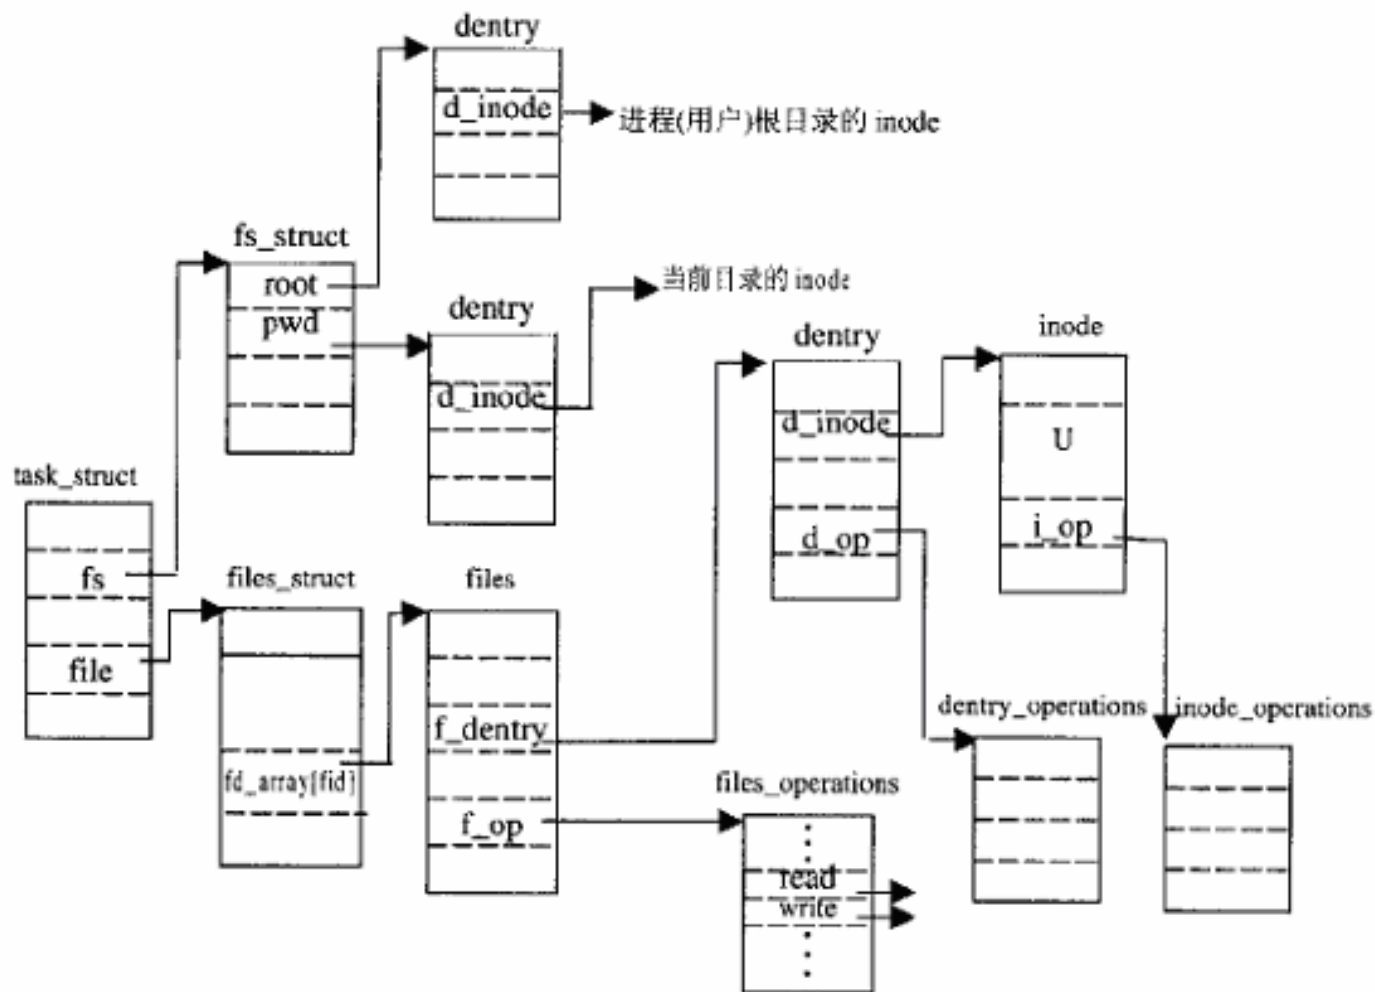 dentry
d_inode
进程(用户)根目录的 inode
fs_struct
root
pwd
当前目录的 inode
dentry
d_inode
dentry
d_inode
d_op
inode
U
i_op
task_struct
fs
file
files_struct
fd_array[fid]
files
f_dentry
f_op
dentry_operations
inode_operations
files_operations
read
write